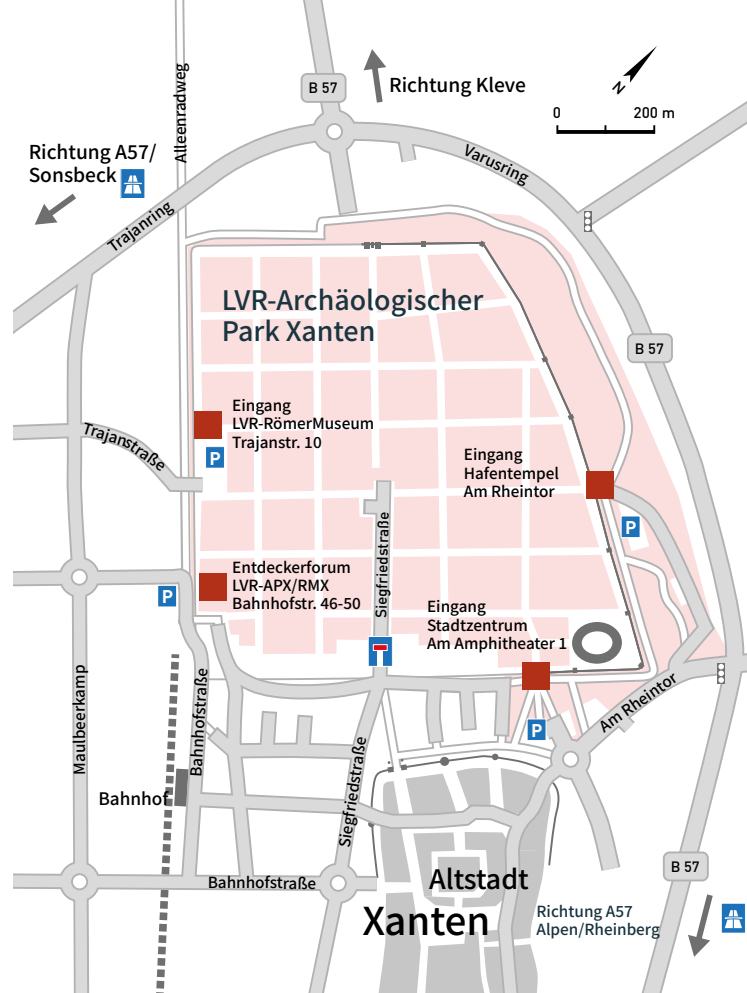 Alleenradweg
B 57
Richtung Kleve
N
0 200 m
Richtung A57/
Sonsbeck
Trajanring
Varusring
LVR-Archäologischer
Park Xanten
B 57
Eingang
LVR-RömerMuseum
Trajanstr. 10
P
Trajanstraße
Eingang
Hafentempel
Am Rheintor
P
Siegfriedstraße
Entdeckerforum
LVR-APX/RMX
Bahnhofstr. 46-50
P
Eingang
Stadtzentrum
Am Amphitheater 1
P
Am Rheintor
Maulbeerkamp
Bahnhofstraße
Siegfriedstraße
Bahnhof
Bahnhofstraße
Altstadt
Xanten
B 57
Richtung A57
Alpen/Rheinberg